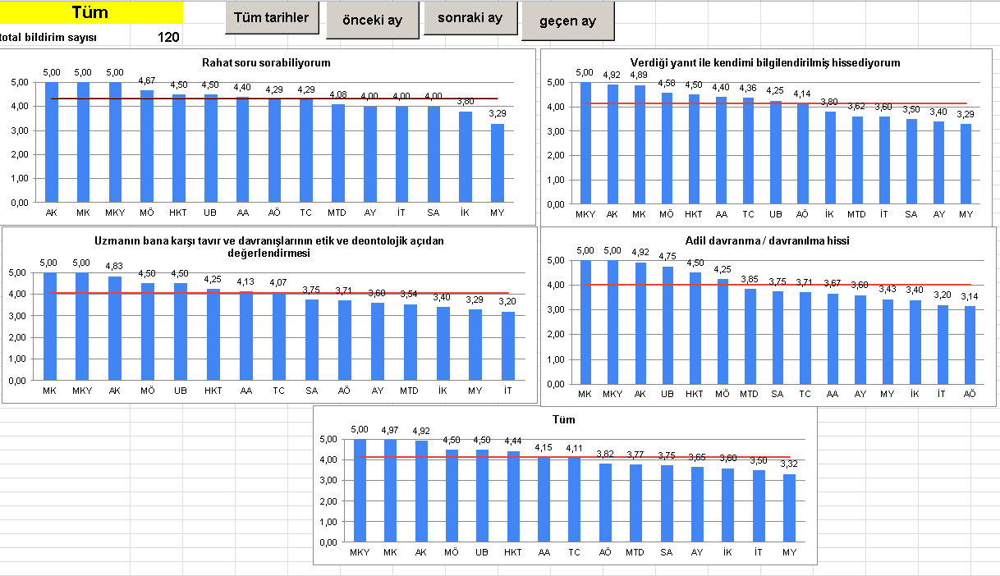 Tüm
Tüm tarihler
önceki ay
sonraki ay
geçen ay
total bildirim sayısı 120
Rahat soru sorabiliyorum
5,00 5,00 5,00 4,67 4,50 4,50 4,40 4,29 4,29 4,08 4,00 4,00 4,00 3,80 3,29
5,00
4,00
3,00
2,00
1,00
0,00
AK MK MKY MÖ HKT UB AA AÖ TC MTD AY İT SA İK MY
Verdiği yanıt ile kendimi bilgilendirilmiş hissediyorum
5,00 4,92 4,89 4,58 4,50 4,40 4,36 4,25 4,14 3,80 3,62 3,60 3,50 3,40 3,29
5,00
4,00
3,00
2,00
1,00
0,00
MKY AK MK MÖ HKT AA TC UB AÖ İK MTD İT SA AY MY
Uzmanın bana karşı tavır ve davranışlarının etik ve deontolojik açıdan
değerlendirmesi
5,00 5,00 4,83 4,50 4,50 4,25 4,13 4,07 3,75 3,71 3,60 3,54 3,40 3,29 3,20
5,00
4,00
3,00
2,00
1,00
0,00
MK MKY AK MÖ UB HKT AA TC SA AÖ AY MTD İK MY İT
Adil davranma / davranılma hissi
5,00 5,00 4,92 4,75 4,50 4,25 3,85 3,75 3,71 3,67 3,60 3,43 3,40 3,20 3,14
5,00
4,00
3,00
2,00
1,00
0,00
MK MKY AK UB HKT MÖ MTD SA TC AA AY MY İK İT AÖ
Tüm
5,00 4,97 4,92 4,50 4,50 4,44 4,15 4,11 3,82 3,77 3,75 3,65 3,60 3,50 3,32
5,00
4,00
3,00
2,00
1,00
0,00
MKY MK AK MÖ UB HKT AA TC AÖ MTD SA AY İK İT MY